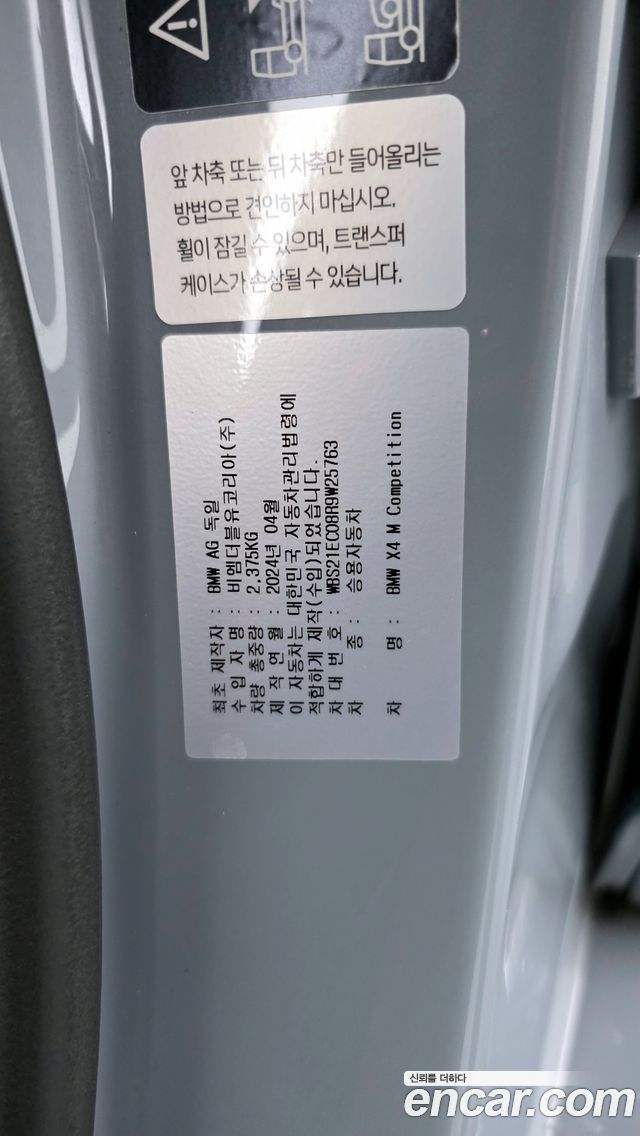 앞 차축 또는 뒤 차축만 들어올리는
방법으로 견인하지 마십시오.
휠이 잠길 수 있으며, 트랜스퍼
케이스가 손상될 수 있습니다.
최초 제작자 : BMW AG 독일
수 입 자 명 : 비엠더블유코리아(주)
차량 총중량 : 2,375KG
제 작 연 월 : 2024년 04월
이 자동차는 대한민국 자동차관리법령에
적합하게 제작(수입)되었습니다.
차 대 번 호 : WBS21EC08R9W25763
차 종 : 승용자동차
차 명 : BMW X4 M Competition
신뢰를 더하다
encar.com